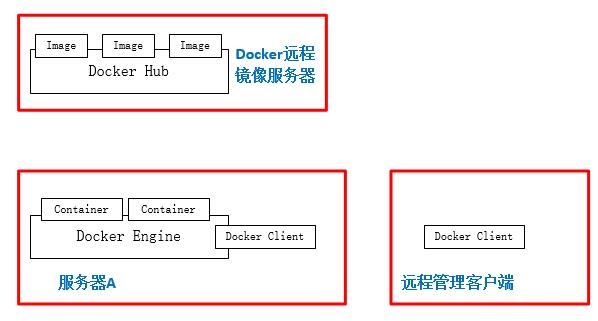 Image Image Image
Docker Hub
Docker远程
镜像服务器
Container Container
Docker Engine
Docker Client
服务器A
Docker Client
远程管理客户端